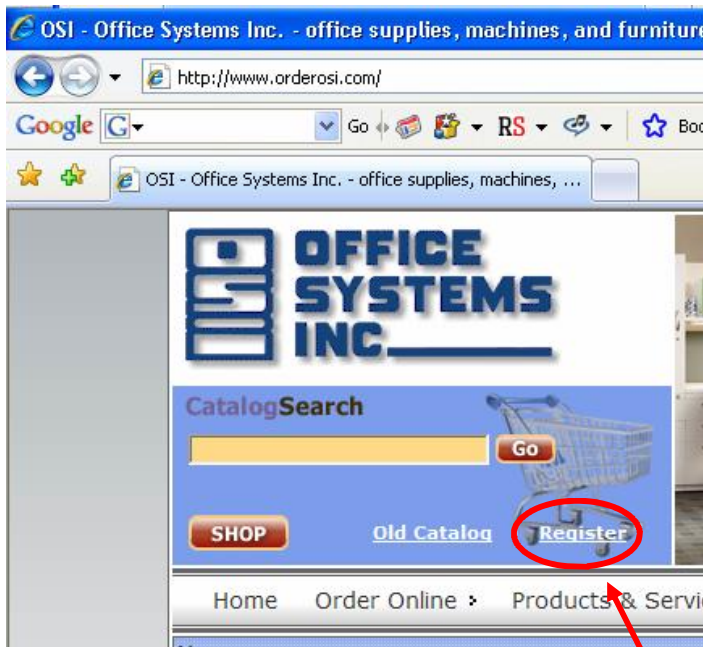 OSI - Office Systems Inc. - office supplies, machines, and furniture
http://www.orderosi.com/
Google G Go RS
OSI - Office Systems Inc. - office supplies, machines, ...
OFFICE
SYSTEMS
INC
CatalogSearch
Go
SHOP Old Catalog Register
Home Order Online Products &